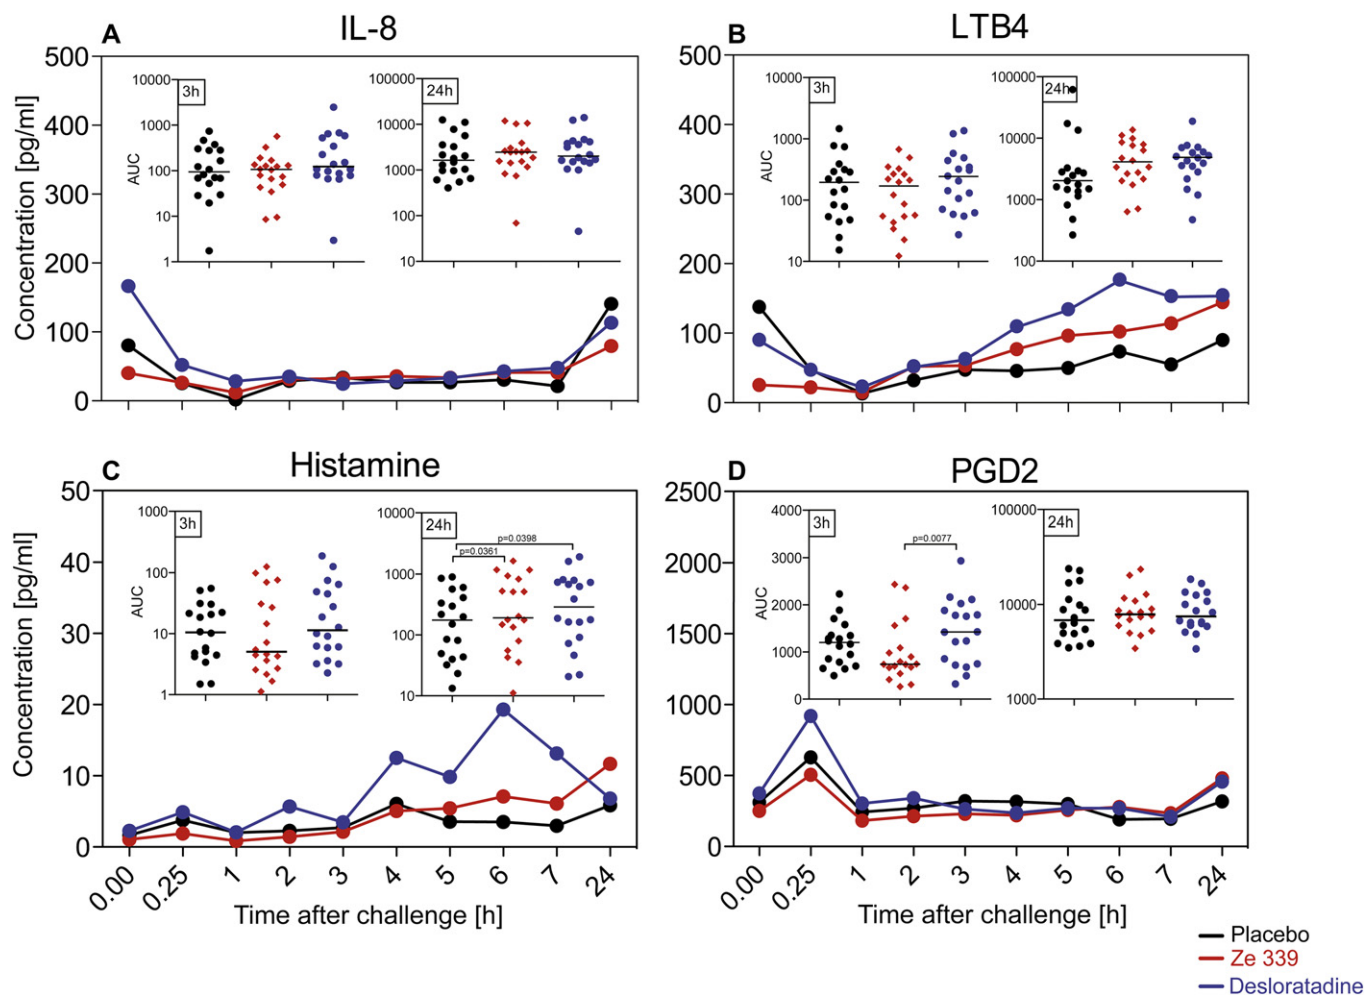 A
IL-8
B
LTB4
Concentration [pg/ml]
500
400
300
200
100
0
3h
AUC
10000
1000
100
10
1
24h
100000
10000
1000
100
10
500
400
300
200
100
0
3h
AUC
10000
1000
100
10
24h
100000
10000
1000
100
C
Histamine
D
PGD2
Concentration [pg/ml]
50
40
30
20
10
0
3h
AUC
1000
100
10
1
24h
10000
1000
100
10
p=0.0398
p=0.0361
2500
2000
1500
1000
500
0
3h
AUC
4000
3000
2000
1000
0
p=0.0077
24h
100000
10000
1000
0.00 0.25 1 2 3 4 5 6 7 24
Time after challenge [h]
0.00 0.25 1 2 3 4 5 6 7 24
Time after challenge [h]
Placebo
Ze 339
Desloratadine